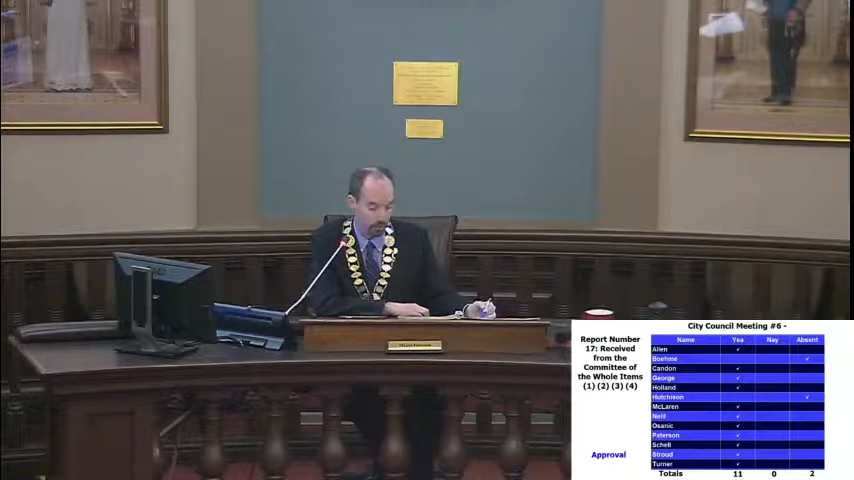 City Council Meeting #6 -
Report Number
17: Received
from the
Committee of
the Whole Items
(1) (2) (3) (4)
Approval
Name Yea Nay Absent
Allen ✓
Boehme ✓
Candon ✓
George ✓
Holland ✓
Hutchison ✓
McLaren ✓
Neill ✓
Osanic ✓
Paterson ✓
Schell ✓
Stroud ✓
Turner ✓
Totals 11 0 2